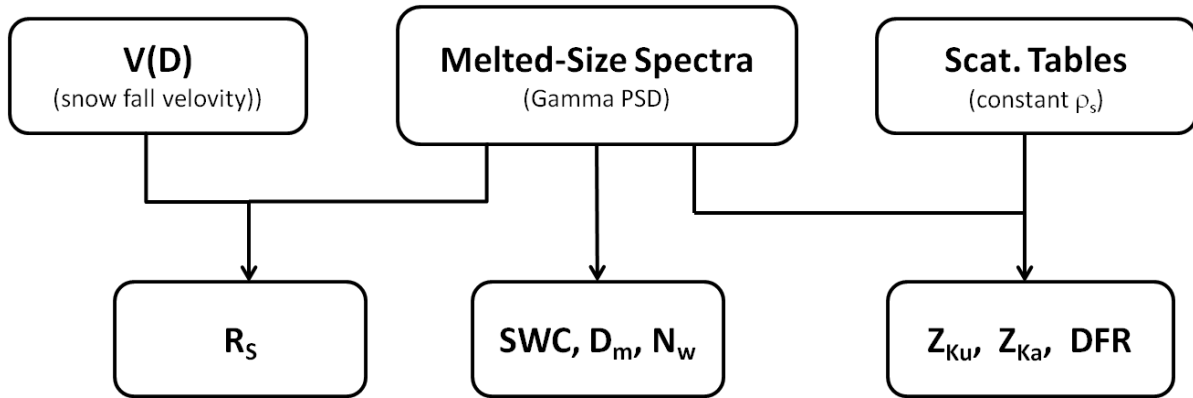 V(D)
(snow fall velovity))
Melted-Size Spectra
(Gamma PSD)
Scat. Tables
(constant ρs)
RS
SWC, Dm, Nw
ZKu, ZKa, DFR